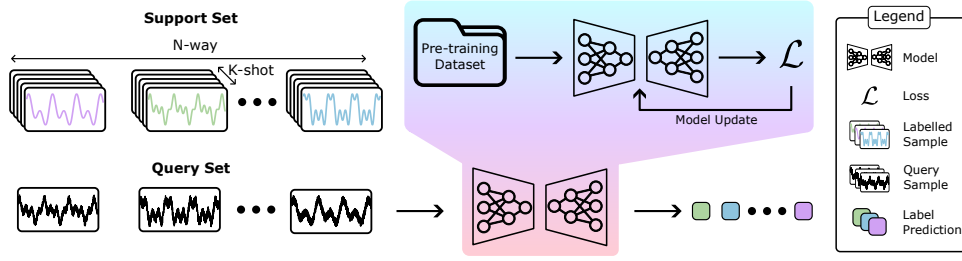 Support Set
N-way
K-shot
Query Set
Pre-training
Dataset
ℒ
Model Update
Legend
Model
ℒ
Loss
Labelled
Sample
Query
Sample
Label
Prediction